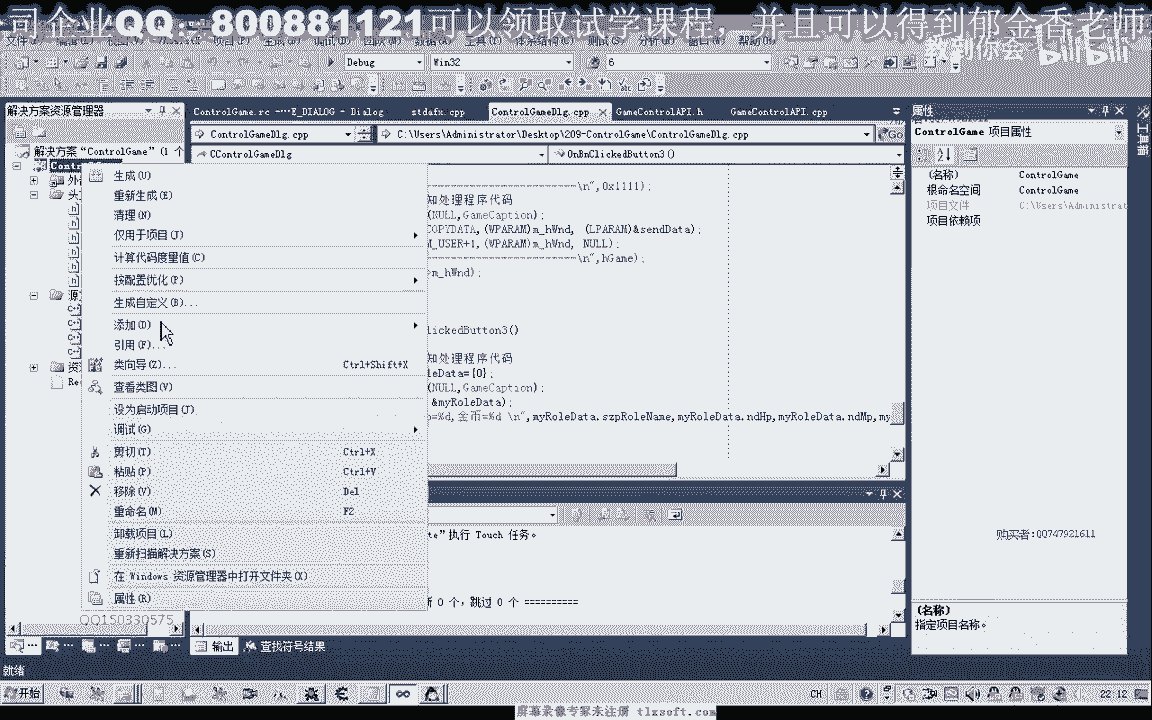 司企业QQ：800881121可以领取试学课程，并且可以得到郁金香老师
教到你会 bilibili
Debug Win32 6
解决方案资源管理器
ControlGame.rc ···E_DIALOG - Dialog stdafx.cpp ControlGameDlg.cpp GameControlAPI.h GameControlAPI.cpp
属性
ControlGameDlg.cpp C:\Users\Administrator\Desktop\209-ControlGame\ControlGameDlg.cpp Go
ControlGame 项目属性
解决方案“ControlGame”(1 个
CControlGameDlg OnBnClickedButton3()
生成(U)
重新生成(E)
清理(N)
仅用于项目(J)
计算代码度量值(C)
按配置优化(P)
生成自定义(B)...
添加(D)
引用(F)...
类向导(Z)... Ctrl+Shift+X
查看类图(V)
设为启动项目(T)
调试(G)
剪切(T) Ctrl+X
粘贴(P) Ctrl+V
移除(V) Del
重命名(M) F2
卸载项目(L)
重新扫描解决方案(S)
在 Windows 资源管理器中打开文件夹(X)
属性(R)
\n",0x1111);
知处理程序代码
(NULL,GameCaption);
COPYDATA,(WPARAM)m_hWnd, (LPARAM)&sendData);
M_USER+1,(WPARAM)m_hWnd, NULL);
\n",hGame);
m_hWnd);
lickedButton3()
知处理程序代码
leData={0};
(NULL,GameCaption);
&myRoleData);
p=%d,金币=%d \n",myRoleData.szpRoleName,myRoleData.ndHp,myRoleData.ndMp,my
te”执行 Touch 任务。
0 个，跳过 0 个 ==========
(名称) ControlGame
根命名空间 ControlGame
项目文件 C:\Users\Administrat
项目依赖项
购买者:QQ747921611
(名称)
指定项目名称。
QQ150330575
输出 查找符号结果
就绪
开始 CH 22:12
屏幕录像专家未注册 tlxsoft.com
工具箱